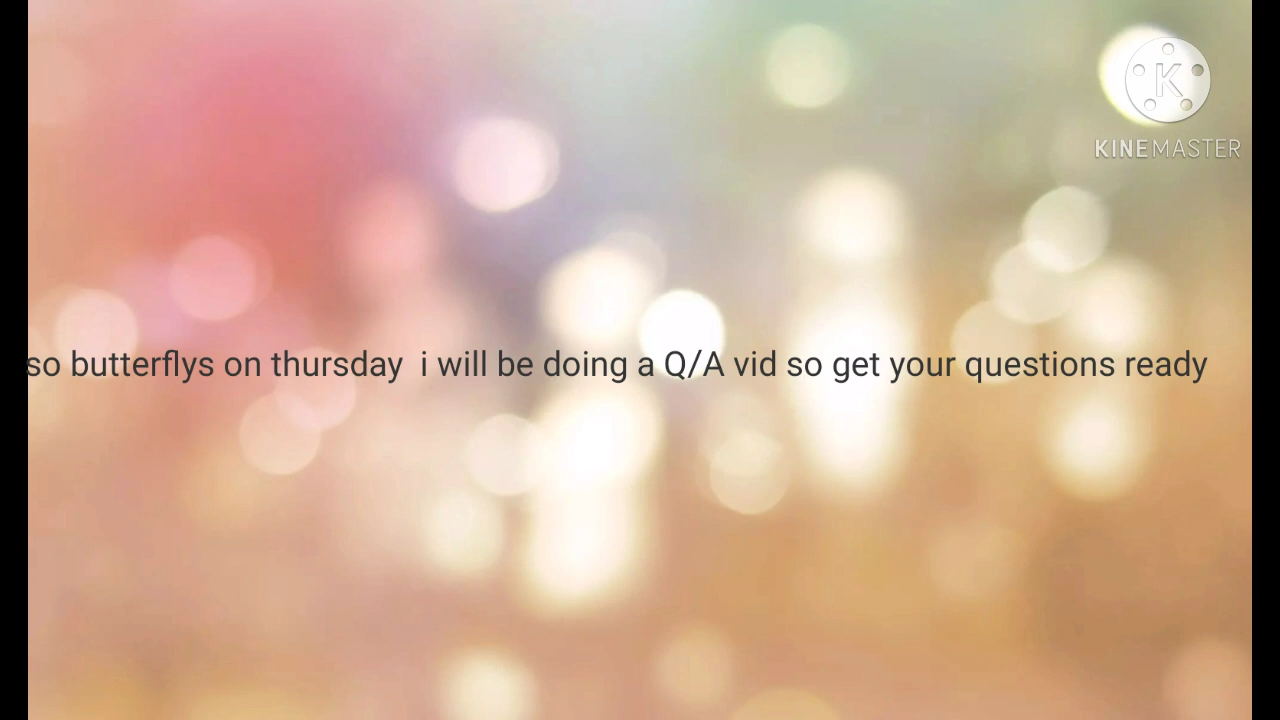 K
KINEMASTER
so butterflys on thursday  i will be doing a Q/A vid so get your questions ready